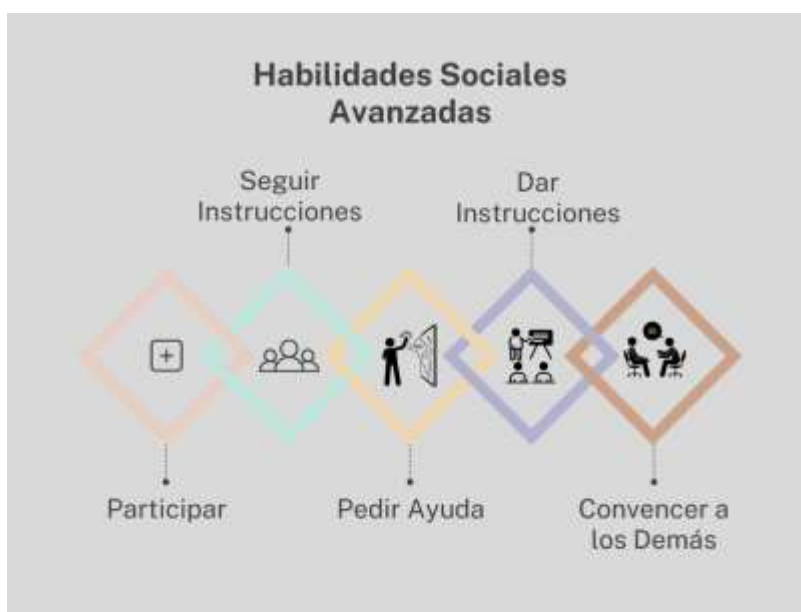 Habilidades Sociales
Avanzadas
Seguir
Instrucciones
Dar
Instrucciones
Participar
Pedir Ayuda
Convencer a
los Demás